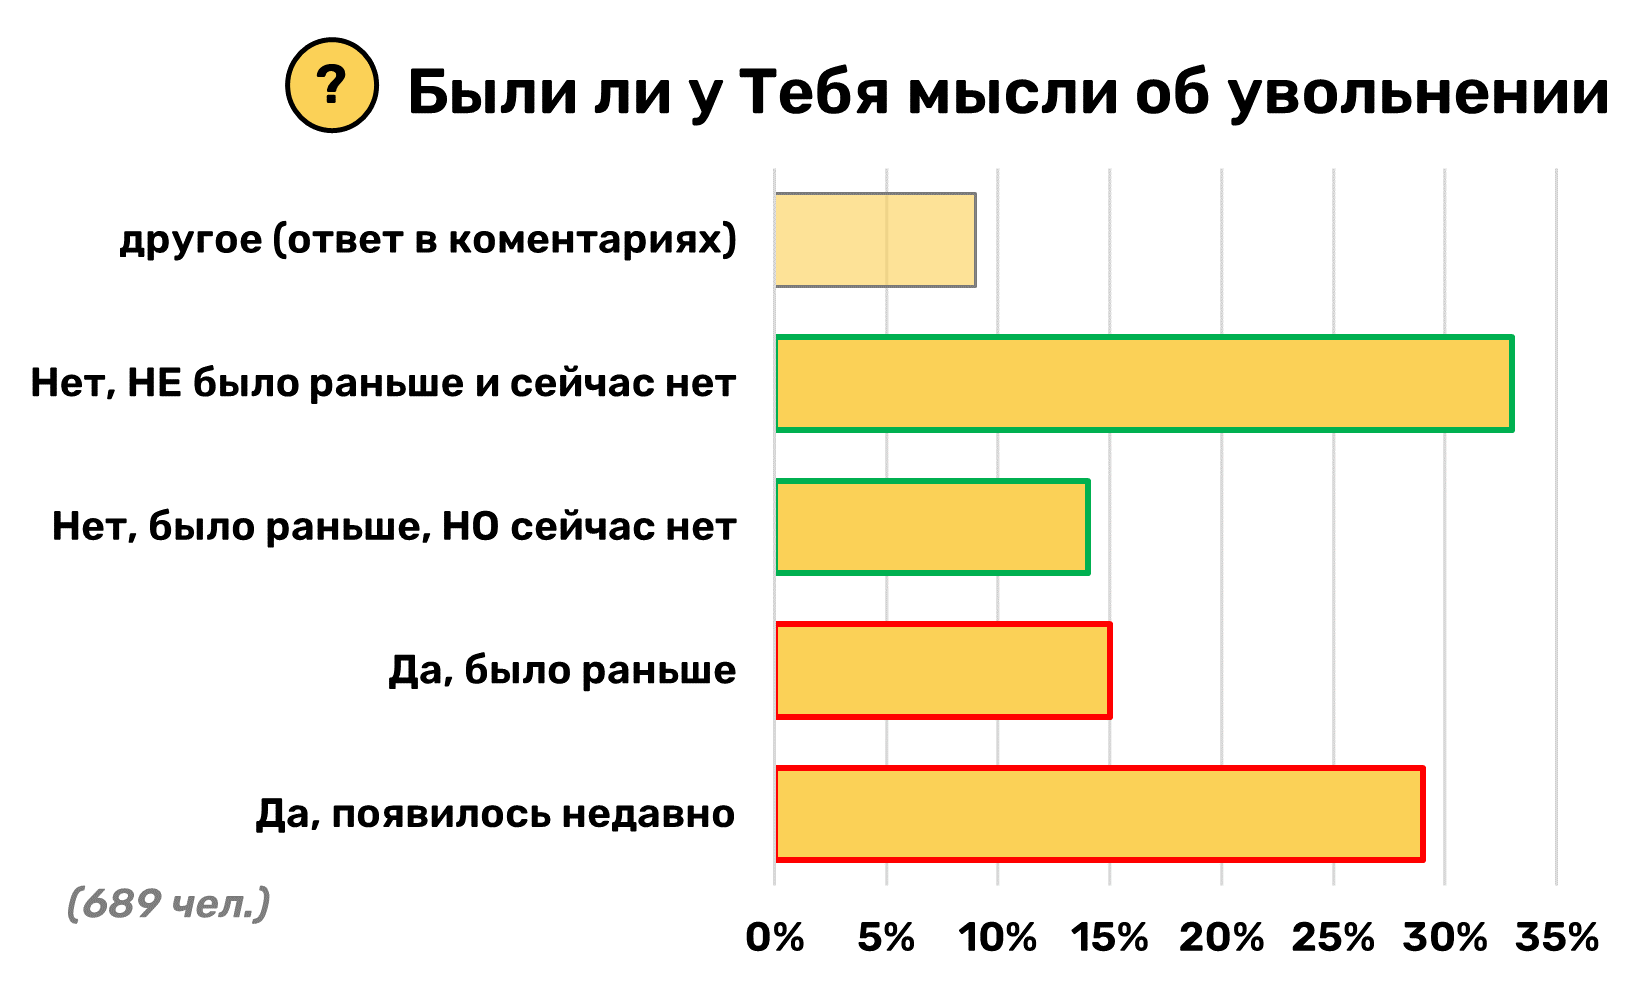 ?
Были ли у Тебя мысли об увольнении
другое (ответ в коментариях)
Нет, НЕ было раньше и сейчас нет
Нет, было раньше, НО сейчас нет
Да, было раньше
Да, появилось недавно
(689 чел.)
0% 5% 10% 15% 20% 25% 30% 35%